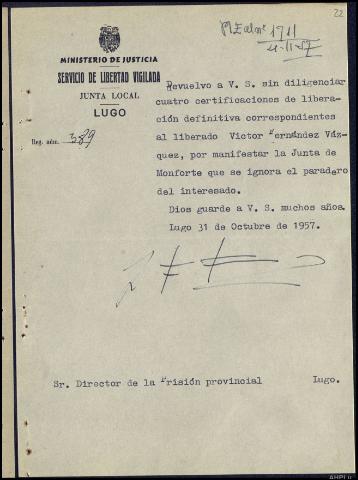 22
1711
4-11-57
MINISTERIO DE JUSTICIA
SERVICIO DE LIBERTAD VIGILADA
JUNTA LOCAL
LUGO
Reg. núm. 389
Revuelvo a V. S. sin diligenciar
cuatro certificaciones de libera-
ción definitiva correspondientes
al liberado Victor Fernández Váz-
quez, por manifestar la Junta de
Monforte que se ignora el paradero
del interesado.
Dios guarde a V. S. muchos años.
Lugo 31 de Octubre de 1957.
Sr. Director de la Prisión provincial Lugo.
AHPLu